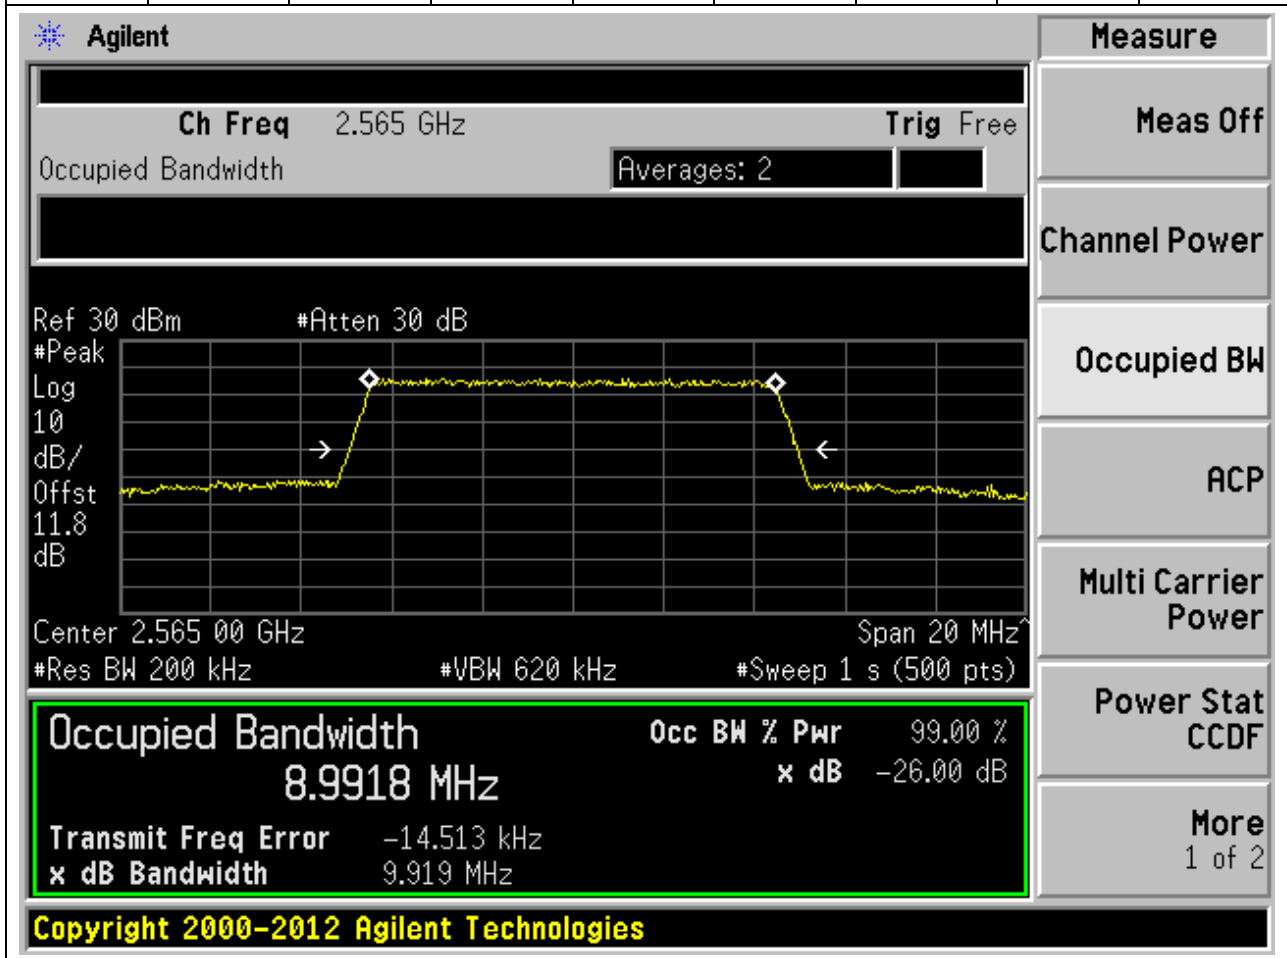 Agilent
Measure
Ch Freq 2.565 GHz Trig Free
Occupied Bandwidth Averages: 2
Meas Off
Channel Power
Occupied BW
ACP
Multi Carrier
Power
Power Stat
CCDF
More
1 of 2
Ref 30 dBm #Atten 30 dB
#Peak
Log
10
dB/
Offst
11.8
dB
Center 2.565 00 GHz Span 20 MHz^
#Res BW 200 kHz #VBW 620 kHz #Sweep 1 s (500 pts)
Occupied Bandwidth Occ BW % Pwr 99.00 %
8.9918 MHz x dB -26.00 dB
Transmit Freq Error -14.513 kHz
x dB Bandwidth 9.919 MHz
Copyright 2000-2012 Agilent Technologies